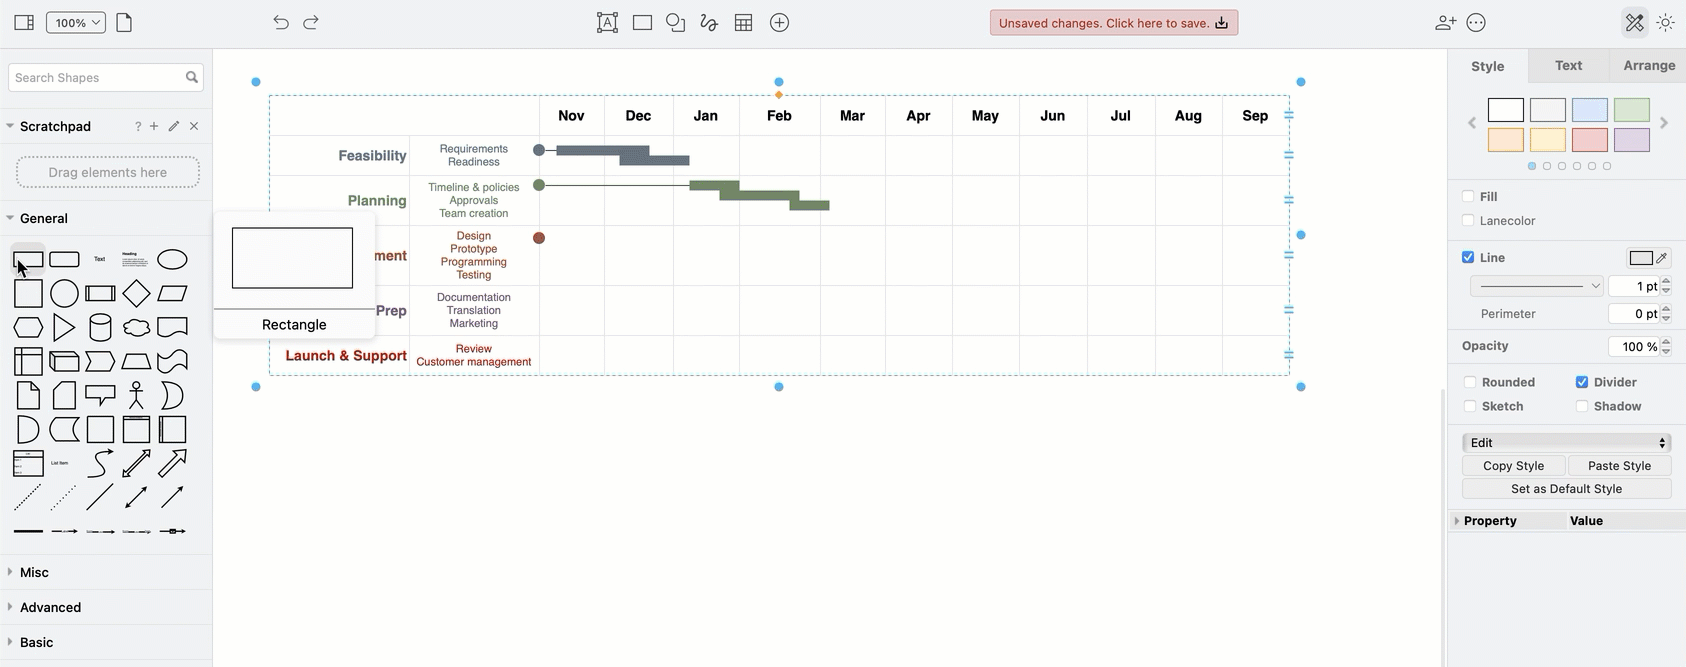 100%
Unsaved changes. Click here to save.
Search Shapes
Scratchpad
?
Drag elements here
General
Text
Heading
List Item
Rectangle
Misc
Advanced
Basic
Nov Dec Jan Feb Mar Apr May Jun Jul Aug Sep
Feasibility
Requirements
Readiness
Planning
Timeline & policies
Approvals
Team creation
ment
Design
Prototype
Programming
Testing
Prep
Documentation
Translation
Marketing
Launch & Support
Review
Customer management
Style Text Arrange
Fill
Lanecolor
Line
1 pt
Perimeter 0 pt
Opacity 100 %
Rounded Divider
Sketch Shadow
Edit
Copy Style Paste Style
Set as Default Style
Property Value